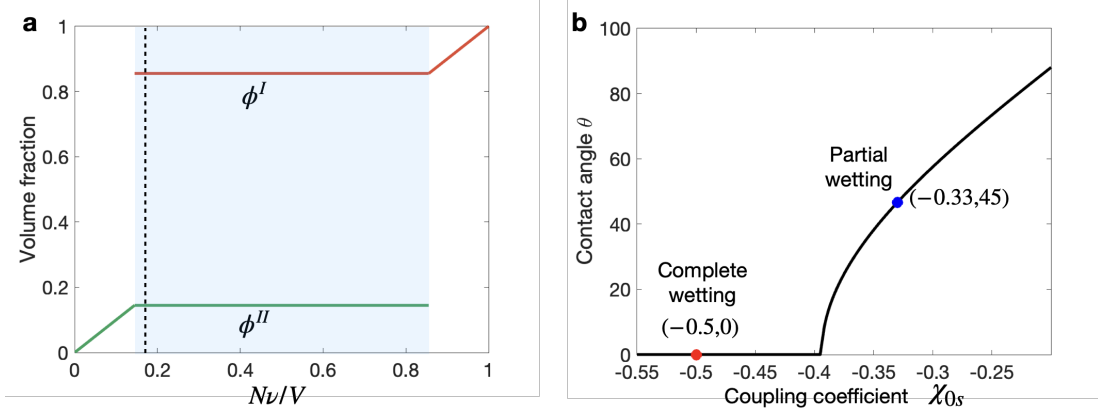 a
Volume fraction
1
0.8
0.6
0.4
0.2
0
ϕ^I
ϕ^II
0 0.2 0.4 0.6 0.8 1
Nν/V
b
Contact angle θ
100
80
60
40
20
0
Partial
wetting
(−0.33,45)
Complete
wetting
(−0.5,0)
-0.55 -0.5 -0.45 -0.4 -0.35 -0.3 -0.25
Coupling coefficient χ₀ₛ